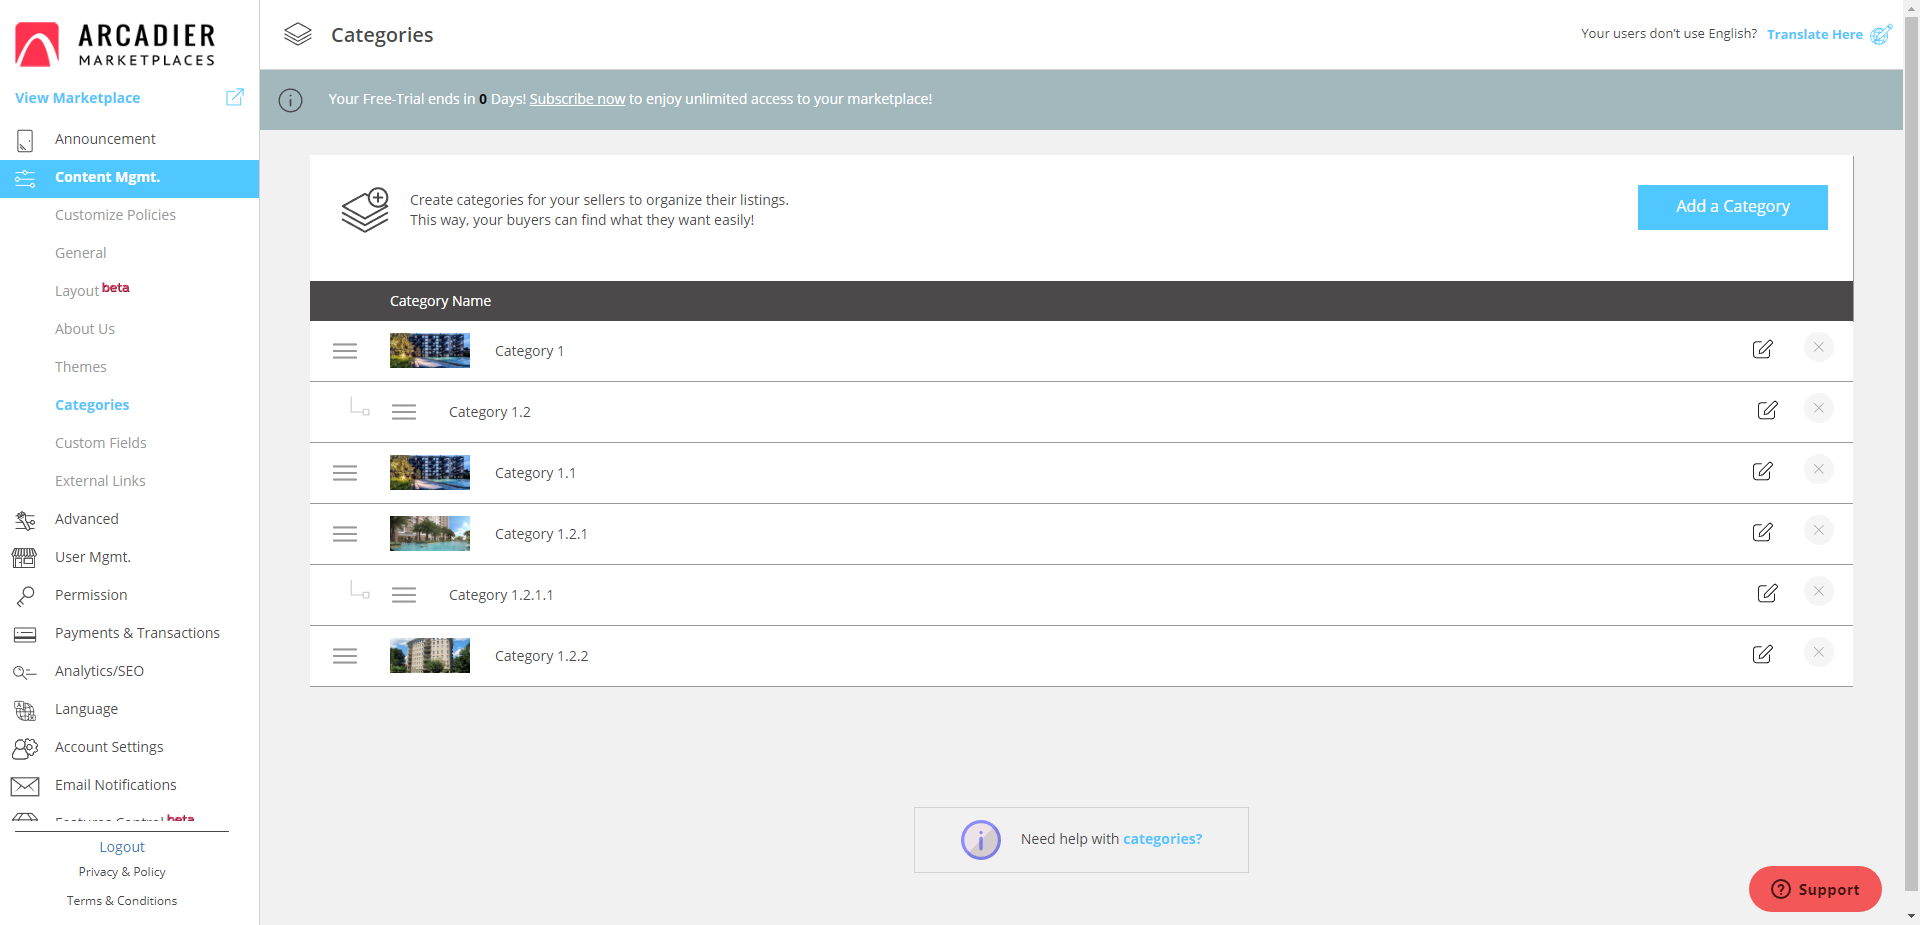 ARCADIER
MARKETPLACES
View Marketplace
Announcement
Content Mgmt.
Customize Policies
General
Layout beta
About Us
Themes
Categories
Custom Fields
External Links
Advanced
User Mgmt.
Permission
Payments & Transactions
Analytics/SEO
Language
Account Settings
Email Notifications
Features Control beta
Logout
Privacy & Policy
Terms & Conditions
Categories
Your users don't use English? Translate Here
Your Free-Trial ends in 0 Days! Subscribe now to enjoy unlimited access to your marketplace!
Create categories for your sellers to organize their listings.
This way, your buyers can find what they want easily!
Add a Category
Category Name
Category 1
Category 1.2
Category 1.1
Category 1.2.1
Category 1.2.1.1
Category 1.2.2
Need help with categories?
Support